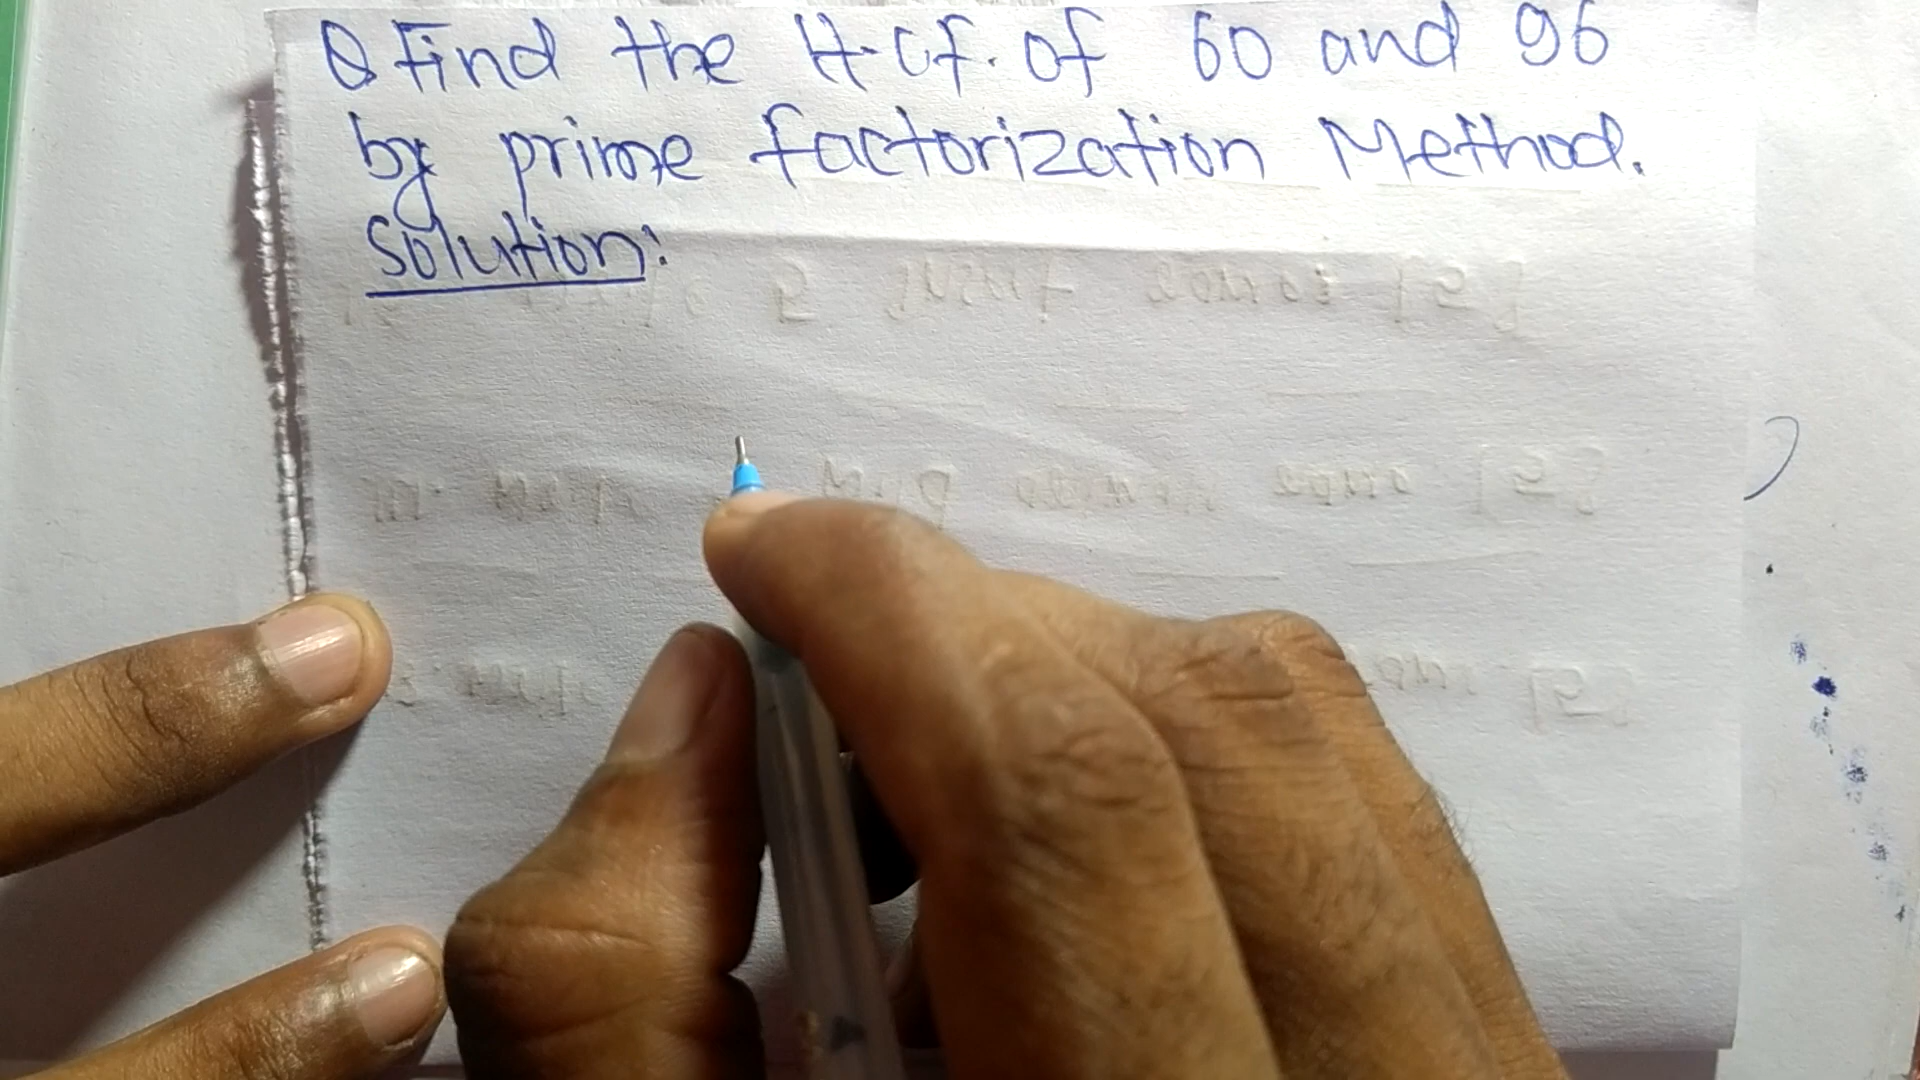 Q Find the H.C.F. of 60 and 96
by prime factorization Method.
Solution: